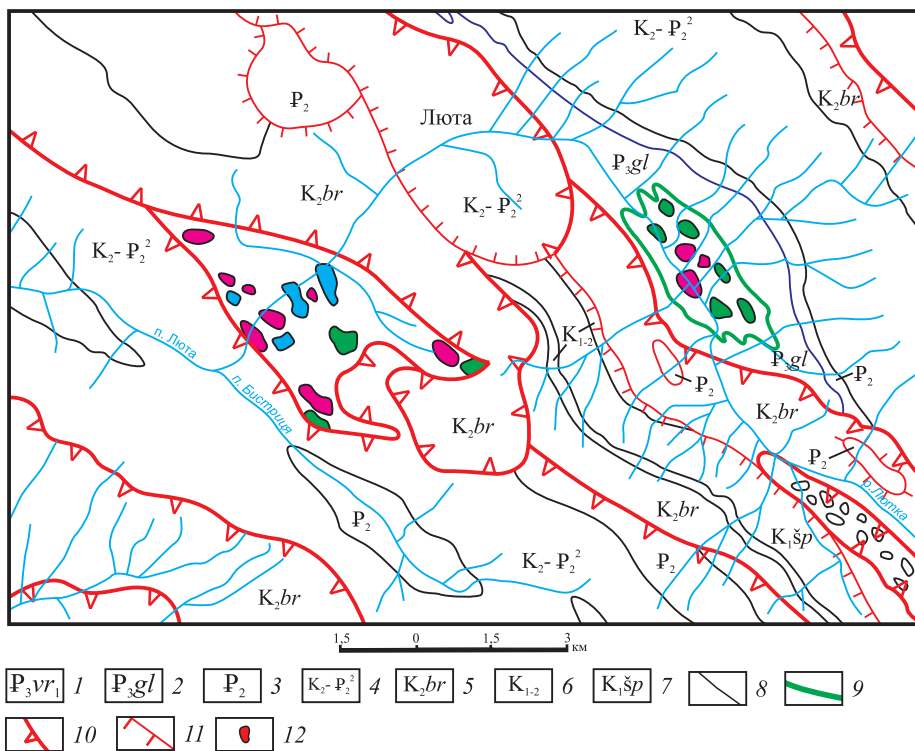 K₂- ₽₂²
₽₂
K₂br
Люта
₽₃gl
K₂br
K₂- ₽₂²
K₂- ₽₂²
п. Люта
K₁₋₂
п. Бистриця
₽₂
₽₃gl
₽₂
K₂br
K₂br
₽₂
р. Лютка
₽₂
K₂br
K₁šp
K₂- ₽₂²
₽₂
K₂br
1,5 0 1,5 3 км
₽₃vr₁ 1 ₽₃gl 2 ₽₂ 3 K₂- ₽₂² 4 K₂br 5 K₁₋₂ 6 K₁šp 7 8 9
10 11 12